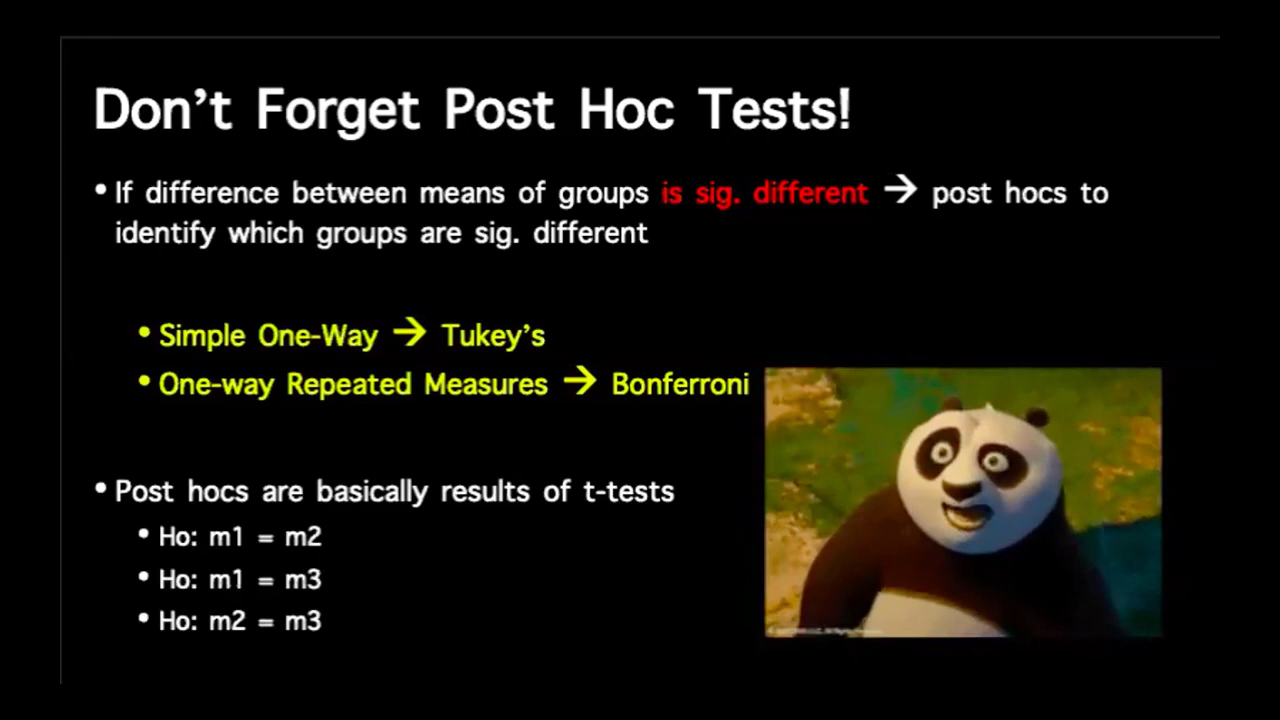 Don't Forget Post Hoc Tests!
• If difference between means of groups is sig. different → post hocs to
identify which groups are sig. different
• Simple One-Way → Tukey's
• One-way Repeated Measures → Bonferroni
• Post hocs are basically results of t-tests
• Ho: m1 = m2
• Ho: m1 = m3
• Ho: m2 = m3